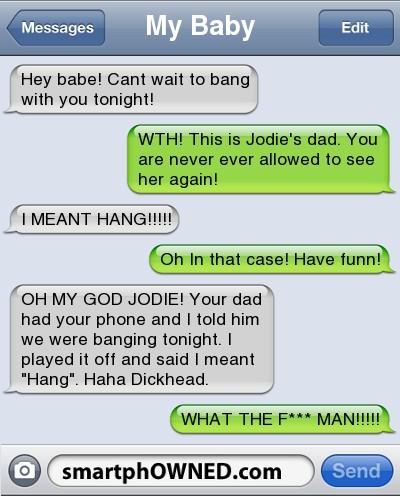 Messages
My Baby
Edit
Hey babe! Cant wait to bang
with you tonight!
WTH! This is Jodie's dad. You
are never ever allowed to see
her again!
I MEANT HANG!!!!!
Oh In that case! Have funn!
OH MY GOD JODIE! Your dad
had your phone and I told him
we were banging tonight. I
played it off and said I meant
"Hang". Haha Dickhead.
WHAT THE F*** MAN!!!!!
smartphOWNED.com
Send